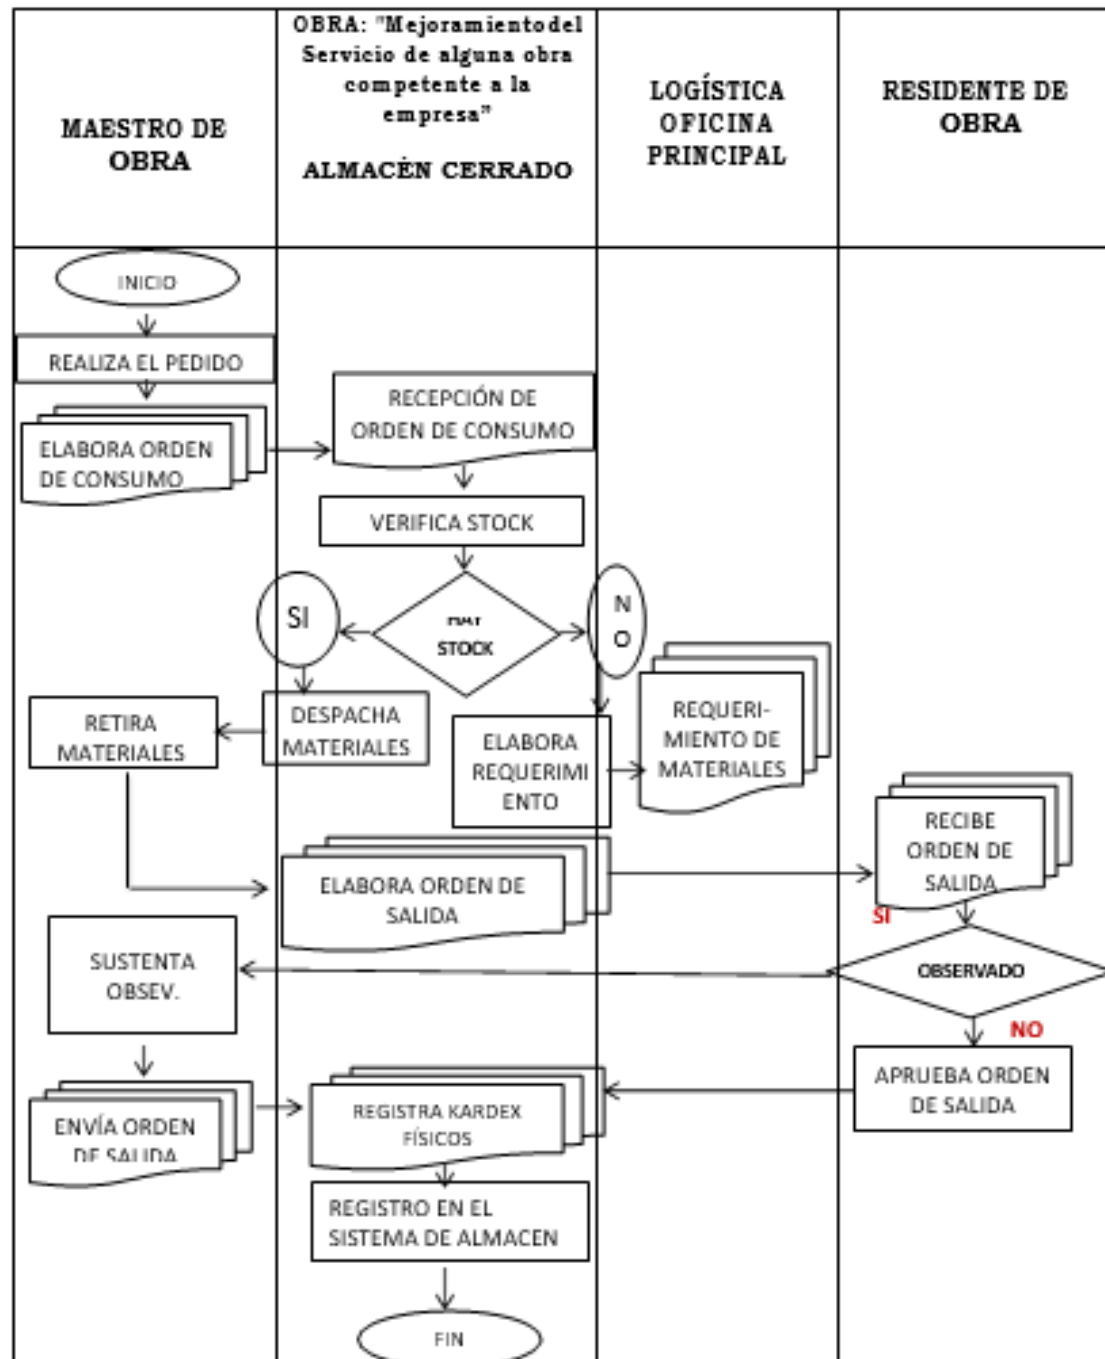 MAESTRO DE
OBRA
OBRA: "Mejoramiento del
Servicio de alguna obra
competente a la
empresa"
ALMACÉN CERRADO
LOGÍSTICA
OFICINA
PRINCIPAL
RESIDENTE DE
OBRA
INICIO
REALIZA EL PEDIDO
ELABORA ORDEN
DE CONSUMO
RECEPCIÓN DE
ORDEN DE CONSUMO
VERIFICA STOCK
SI
STOCK
N
O
RETIRA
MATERIALES
DESPACHA
MATERIALES
ELABORA
REQUERIMI
ENTO
REQUERI-
MIENTO DE
MATERIALES
RECIBE
ORDEN DE
SALIDA
ELABORA ORDEN DE
SALIDA
SI
OBSERVADO
NO
SUSTENTA
OBSEV.
APRUEBA ORDEN
DE SALIDA
ENVÍA ORDEN
DE SALIDA
REGISTRA KARDEX
FÍSICOS
REGISTRO EN EL
SISTEMA DE ALMACEN
FIN